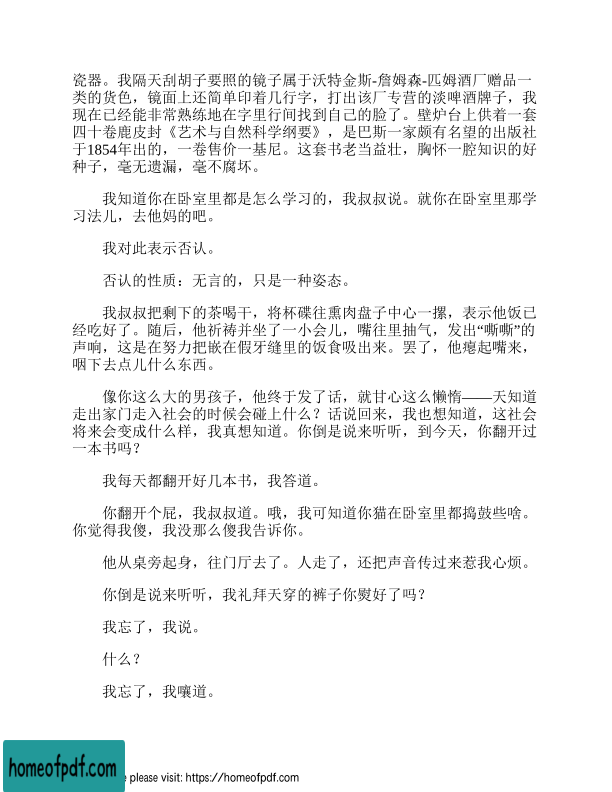 瓷器。我隔天刮胡子要照的镜子属于沃特金斯-詹姆森-匹姆酒厂赠品一
类的货色，镜面上还简单印着几行字，打出该厂专营的淡啤酒牌子，我
现在已经能非常熟练地在字里行间找到自己的脸了。壁炉台上供着一套
四十卷鹿皮封《艺术与自然科学纲要》，是巴斯一家颇有名望的出版社
于1854年出的，一卷售价一基尼。这套书老当益壮，胸怀一腔知识的好
种子，毫无遗漏，毫不腐坏。
我知道你在卧室里都是怎么学习的，我叔叔说。就你在卧室里那学
习法儿，去他妈的吧。
我对此表示否认。
否认的性质：无言的，只是一种姿态。
我叔叔把剩下的茶喝干，将杯碟往熏肉盘子中心一摞，表示他饭已
经吃好了。随后，他祈祷并坐了一小会儿，嘴往里抽气，发出“嘶嘶”的
声响，这是在努力把嵌在假牙缝里的饭食吸出来。罢了，他瘪起嘴来，
咽下去点儿什么东西。
像你这么大的男孩子，他终于发了话，就甘心这么懒惰——天知道
走出家门走入社会的时候会碰上什么？话说回来，我也想知道，这社会
将来会变成什么样，我真想知道。你倒是说来听听，到今天，你翻开过
一本书吗？
我每天都翻开好几本书，我答道。
你翻开个屁，我叔叔道。哦，我可知道你猫在卧室里都捣鼓些啥。
你觉得我傻，我没那么傻我告诉你。
他从桌旁起身，往门厅去了。人走了，还把声音传过来惹我心烦。
你倒是说来听听，我礼拜天穿的裤子你熨好了吗？
我忘了，我说。
什么？
我忘了，我嚷道。
homeofpdf.com
e please visit: https://homeofpdf.com